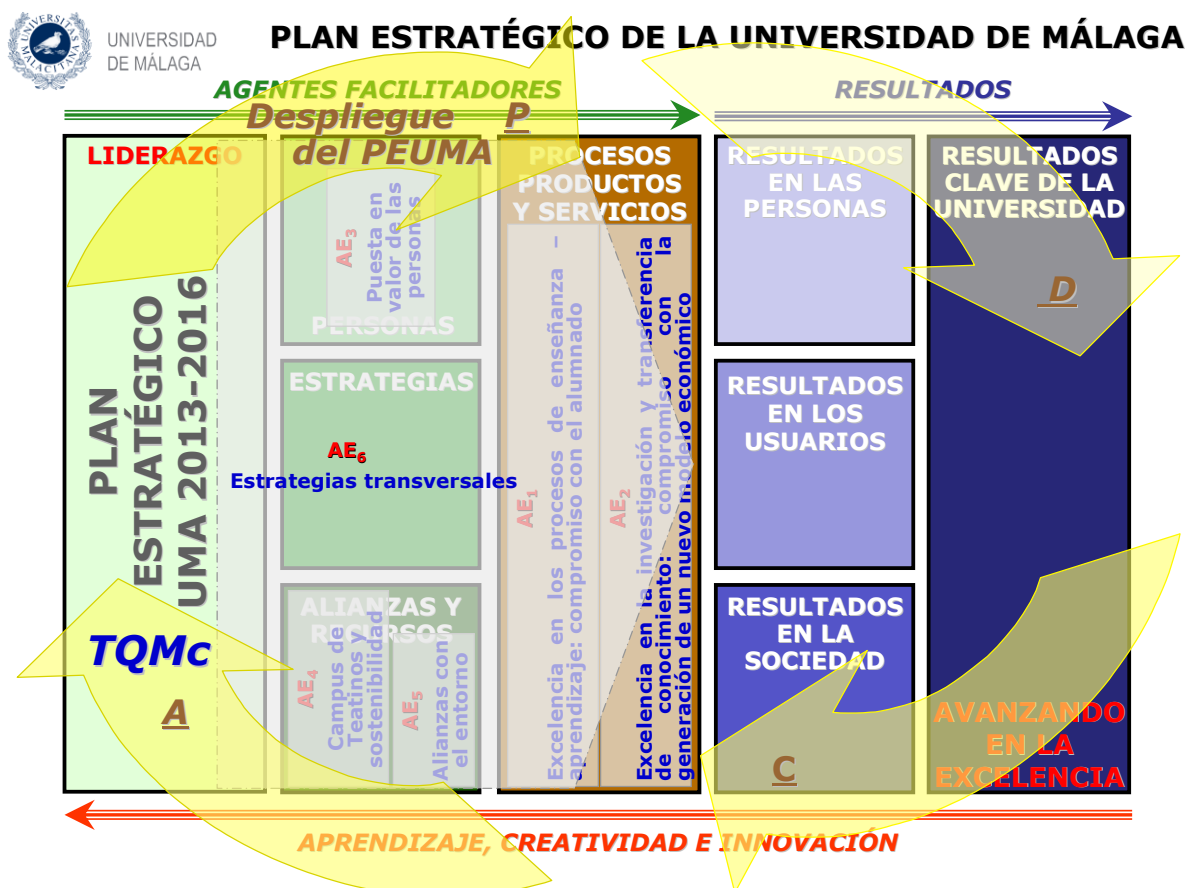 UNIVERSITAS MALACITANA
UNIVERSIDAD
DE MÁLAGA
PLAN ESTRATÉGICO DE LA UNIVERSIDAD DE MÁLAGA
AGENTES FACILITADORES
RESULTADOS
Despliegue
del PEUMA
P
LIDERAZGO
PLAN
ESTRATÉGICO
UMA 2013-2016
TQMc
A
AE3
Puesta en
valor de las
personas
PERSONAS
ESTRATEGIAS
AE6
Estrategias transversales
ALIANZAS Y
RECURSOS
AE4
Campus de
Teatinos y
sostenibilidad
AE5
Alianzas con
el entorno
PROCESOS
PRODUCTOS
Y SERVICIOS
AE1
Excelencia en los procesos de enseñanza –
aprendizaje: compromiso con el alumnado
AE2
Excelencia en la investigación y transferencia
de conocimiento: compromiso con la
generación de un nuevo modelo económico
RESULTADOS
EN LAS
PERSONAS
RESULTADOS
EN LOS
USUARIOS
RESULTADOS
EN LA
SOCIEDAD
C
RESULTADOS
CLAVE DE LA
UNIVERSIDAD
D
AVANZANDO
EN LA
EXCELENCIA
APRENDIZAJE, CREATIVIDAD E INNOVACIÓN